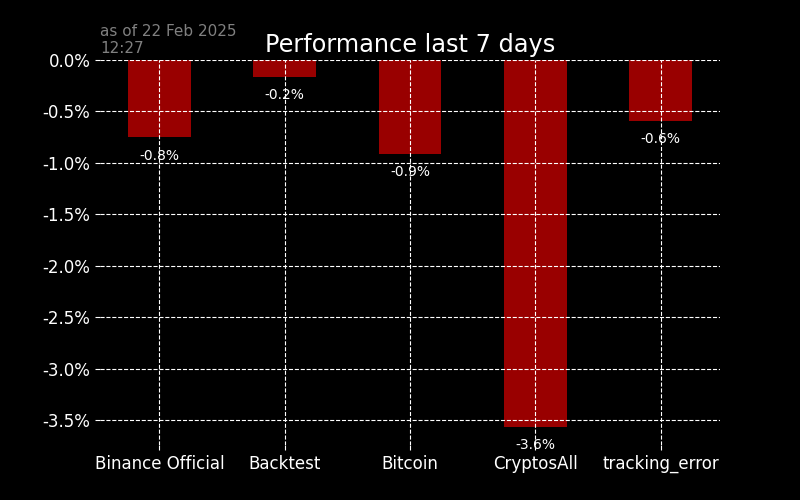 as of 22 Feb 2025
12:27
Performance last 7 days
0.0%
-0.5%
-1.0%
-1.5%
-2.0%
-2.5%
-3.0%
-3.5%
-0.8%
-0.2%
-0.9%
-3.6%
-0.6%
Binance Official
Backtest
Bitcoin
CryptosAll
tracking_error